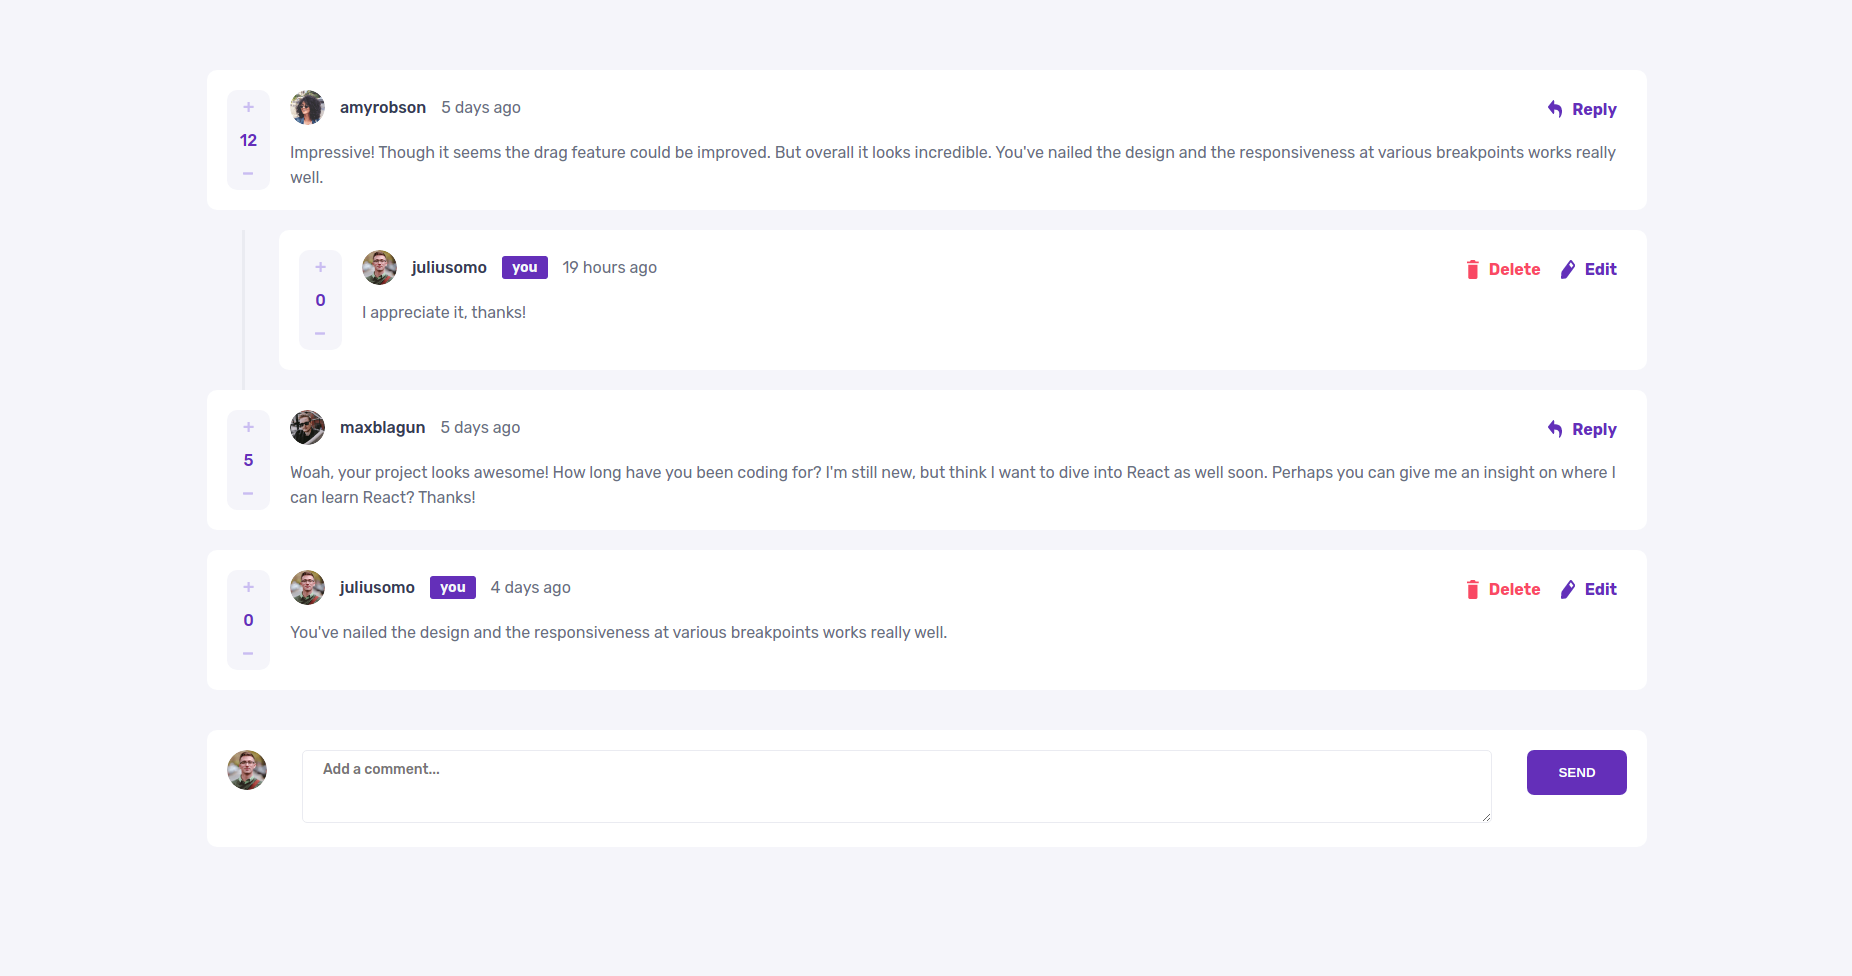 +
12
−
amyrobson 5 days ago
Reply
Impressive! Though it seems the drag feature could be improved. But overall it looks incredible. You've nailed the design and the responsiveness at various breakpoints works really
well.
+
0
−
juliusomo you 19 hours ago
Delete Edit
I appreciate it, thanks!
+
5
−
maxblagun 5 days ago
Reply
Woah, your project looks awesome! How long have you been coding for? I'm still new, but think I want to dive into React as well soon. Perhaps you can give me an insight on where I
can learn React? Thanks!
+
0
−
juliusomo you 4 days ago
Delete Edit
You've nailed the design and the responsiveness at various breakpoints works really well.
Add a comment...
SEND